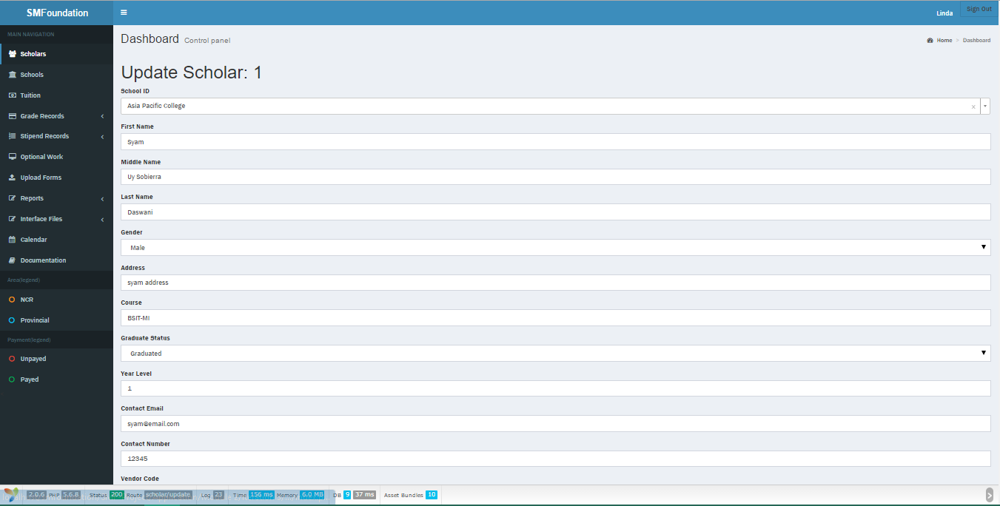 SMFoundation
Linda
Sign Out
MAIN NAVIGATION
Scholars
Schools
Tuition
Grade Records
Stipend Records
Optional Work
Upload Forms
Reports
Interface Files
Calendar
Documentation
Area(legend)
NCR
Provincial
Payment(legend)
Unpayed
Payed
Dashboard Control panel
Home > Dashboard
Update Scholar: 1
School ID
Asia Pacific College ×
First Name
Syam
Middle Name
Uy Sobierra
Last Name
Daswani
Gender
Male
Address
syam address
Course
BSIT-MI
Graduate Status
Graduated
Year Level
1
Contact Email
syam@email.com
Contact Number
12345
Vendor Code
2.0.6 PHP 5.6.8 Status 200 Route scholar/update Log 23 Time 156 ms Memory 6.0 MB DB 9 37 ms Asset Bundles 10